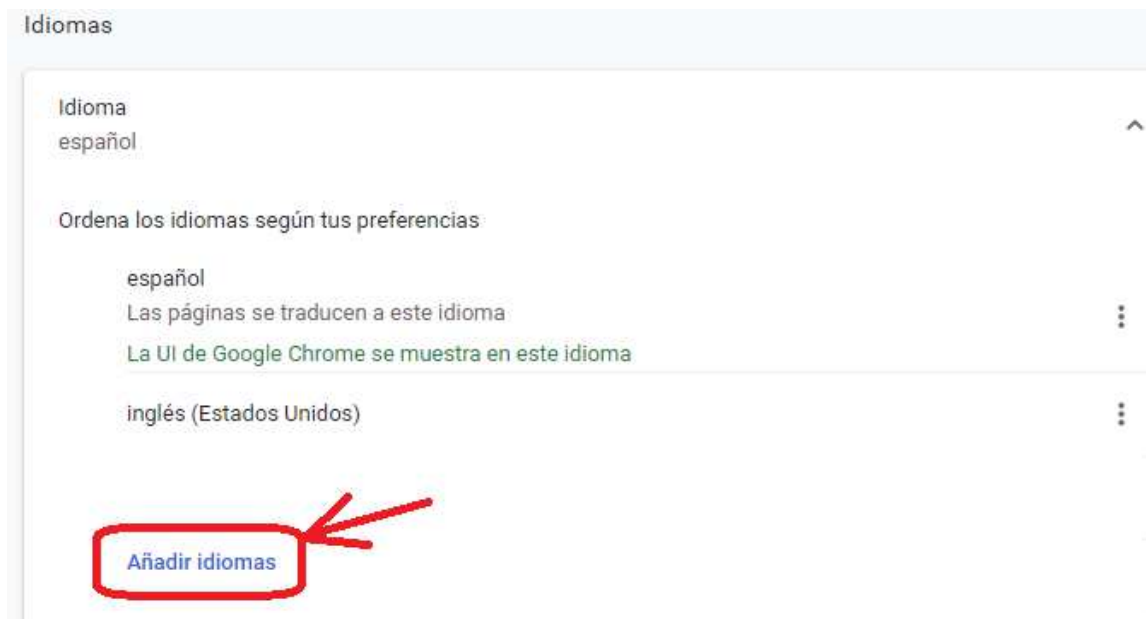 Idiomas
Idioma
español
Ordena los idiomas según tus preferencias
español
Las páginas se traducen a este idioma
La UI de Google Chrome se muestra en este idioma
inglés (Estados Unidos)
Añadir idiomas